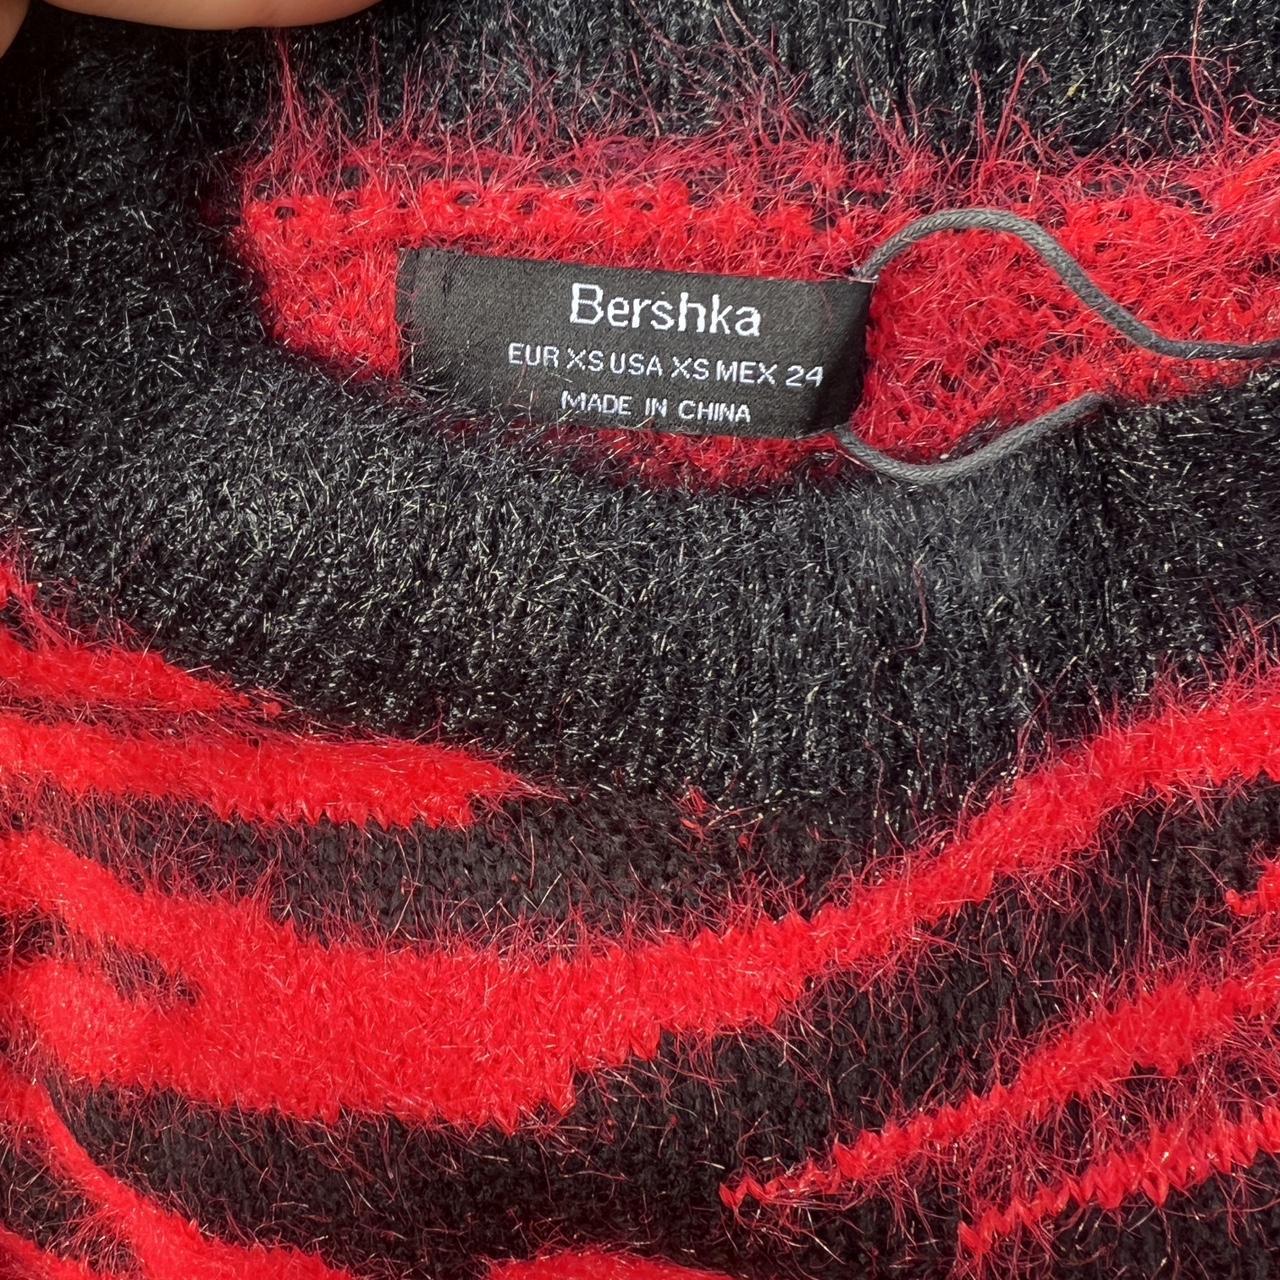 Bershka
EUR XS USA XS MEX 24
MADE IN CHINA